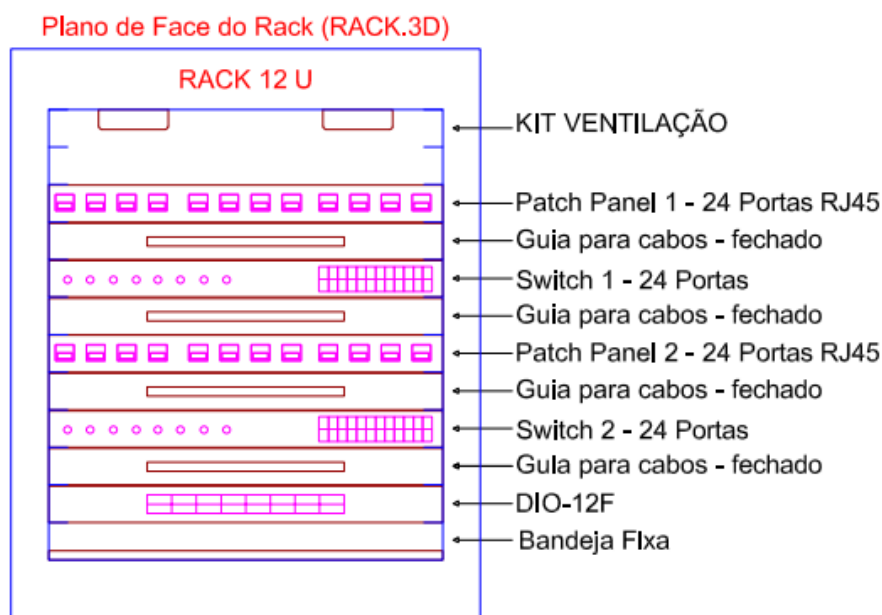 Plano de Face do Rack (RACK.3D)
RACK 12 U
KIT VENTILAÇÃO
Patch Panel 1 - 24 Portas RJ45
Guia para cabos - fechado
Switch 1 - 24 Portas
Guia para cabos - fechado
Patch Panel 2 - 24 Portas RJ45
Guia para cabos - fechado
Switch 2 - 24 Portas
Guia para cabos - fechado
DIO-12F
Bandeja FIxa